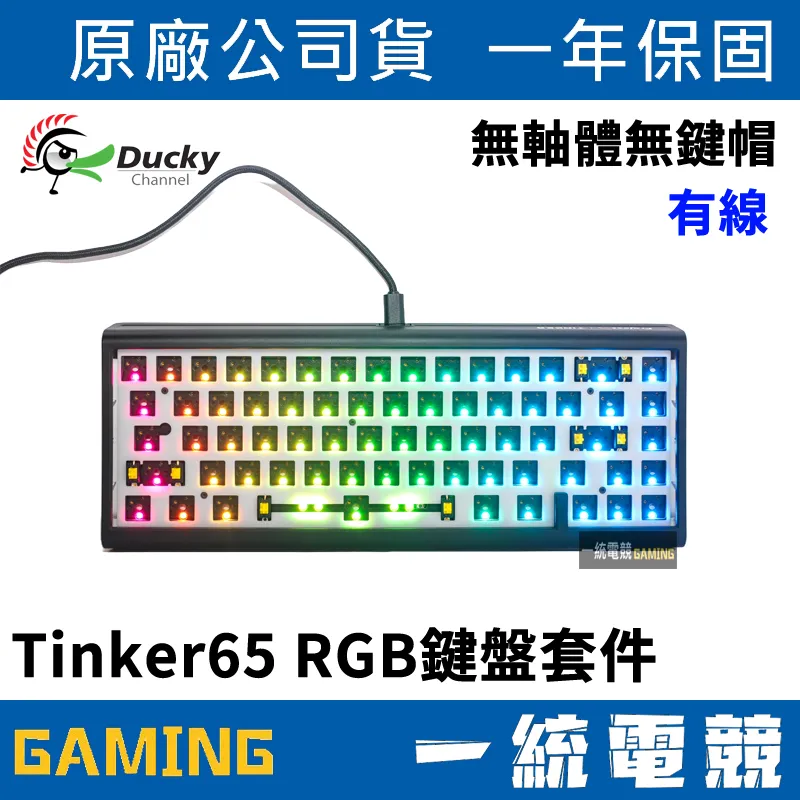 原廠公司貨 一年保固
Ducky
Channel
無軸體無鍵帽
有線
一統電競GAMING
Tinker65 RGB鍵盤套件
GAMING 一統電競